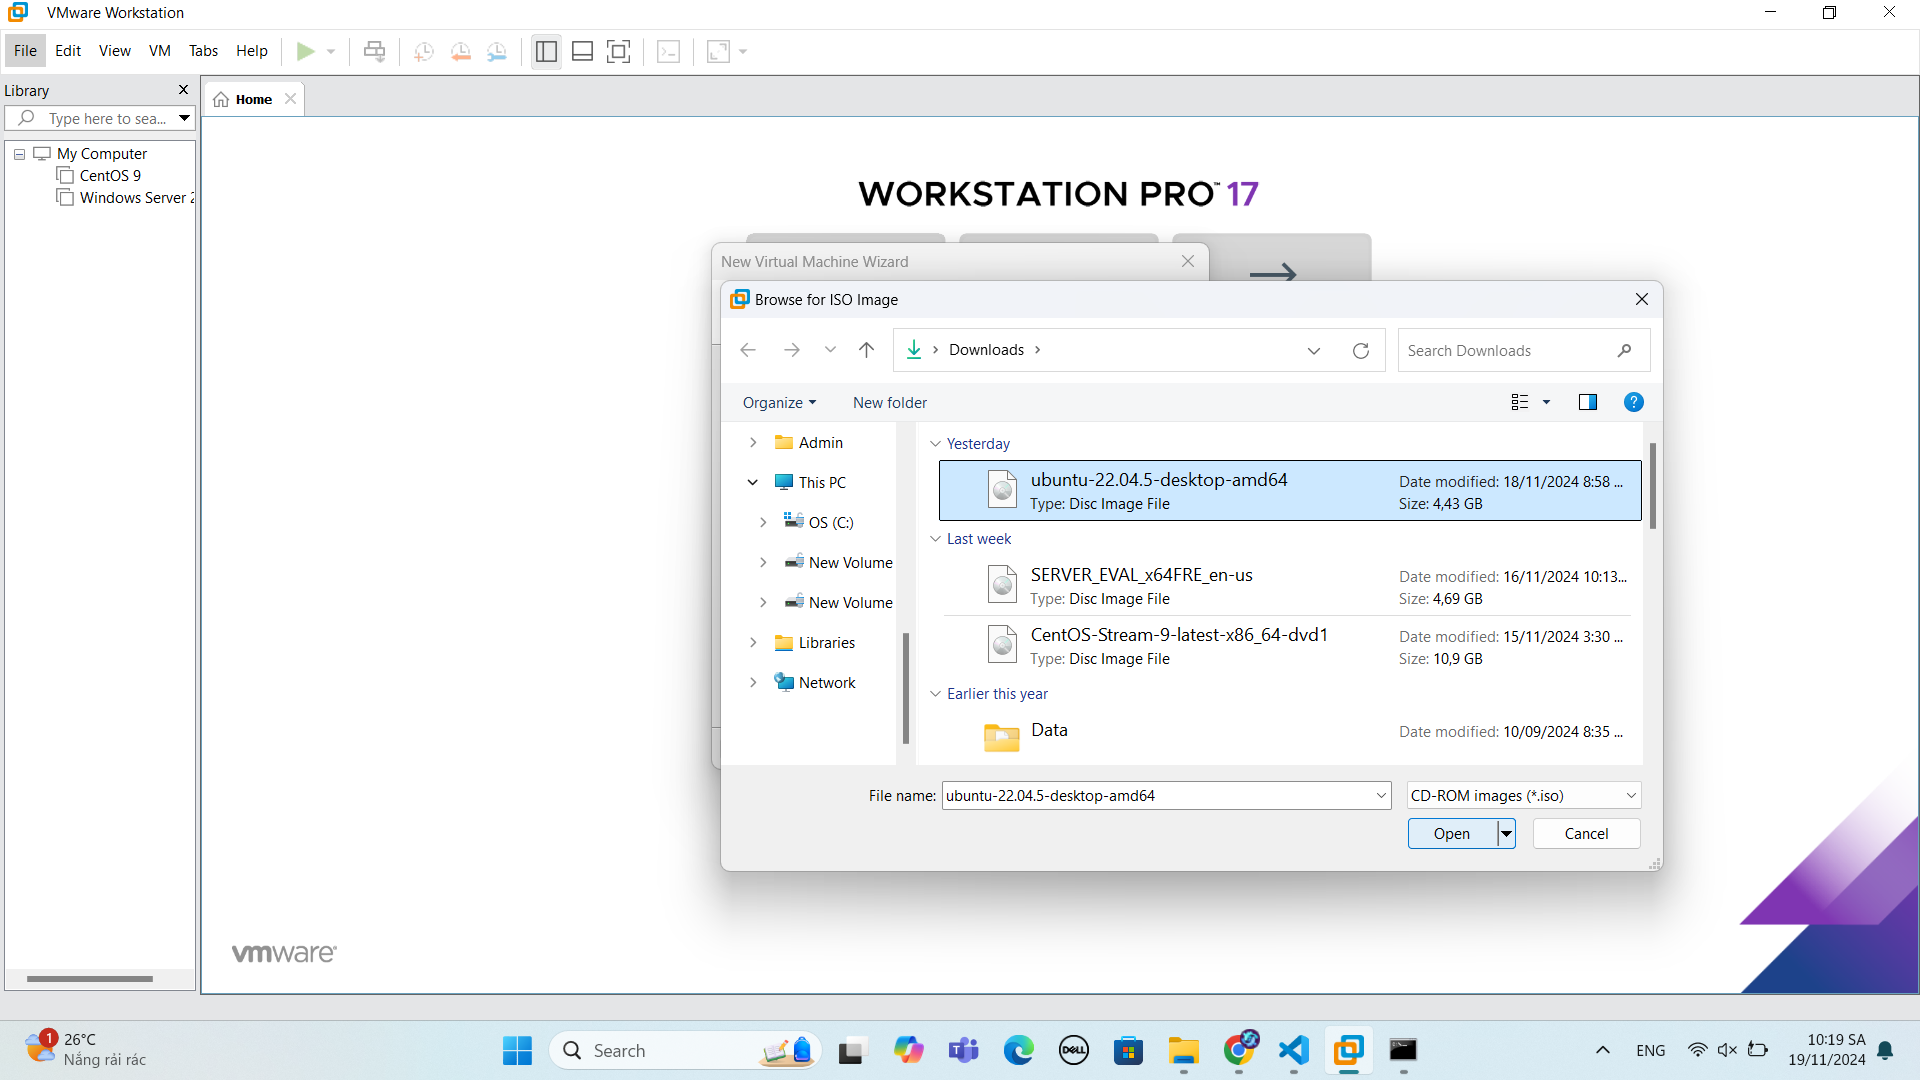 VMware Workstation
File Edit View VM Tabs Help
Library
Home
Type here to sea...
My Computer
CentOS 9
Windows Server 2
WORKSTATION PRO™ 17
New Virtual Machine Wizard
Browse for ISO Image
Downloads
Search Downloads
Organize New folder
Admin
This PC
OS (C:)
New Volume
New Volume
Libraries
Network
Yesterday
ubuntu-22.04.5-desktop-amd64
Date modified: 18/11/2024 8:58 ...
Type: Disc Image File
Size: 4,43 GB
Last week
SERVER_EVAL_x64FRE_en-us
Date modified: 16/11/2024 10:13...
Type: Disc Image File
Size: 4,69 GB
CentOS-Stream-9-latest-x86_64-dvd1
Date modified: 15/11/2024 3:30 ...
Type: Disc Image File
Size: 10,9 GB
Earlier this year
Data
Date modified: 10/09/2024 8:35 ...
File name: ubuntu-22.04.5-desktop-amd64
CD-ROM images (*.iso)
Open Cancel
vmware®
1
26°C
Nắng rải rác
Search
DELL
ENG
10:19 SA
19/11/2024